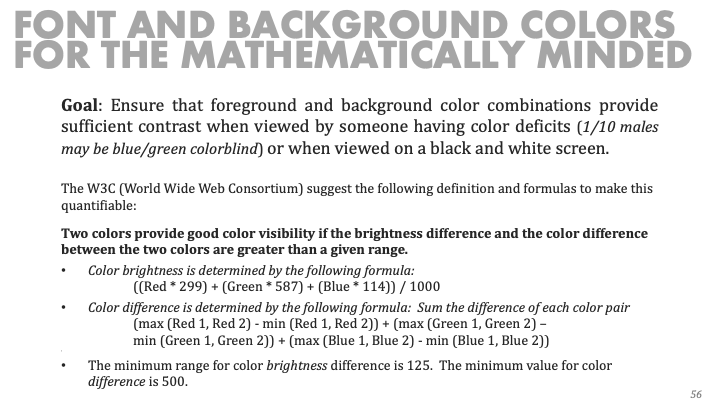 FONT AND BACKGROUND COLORS
FOR THE MATHEMATICALLY MINDED
Goal: Ensure that foreground and background color combinations provide
sufficient contrast when viewed by someone having color deficits (1/10 males
may be blue/green colorblind) or when viewed on a black and white screen.
The W3C (World Wide Web Consortium) suggest the following definition and formulas to make this
quantifiable:
Two colors provide good color visibility if the brightness difference and the color difference
between the two colors are greater than a given range.
• Color brightness is determined by the following formula:
((Red * 299) + (Green * 587) + (Blue * 114)) / 1000
• Color difference is determined by the following formula: Sum the difference of each color pair
(max (Red 1, Red 2) - min (Red 1, Red 2)) + (max (Green 1, Green 2) –
min (Green 1, Green 2)) + (max (Blue 1, Blue 2) - min (Blue 1, Blue 2))
• The minimum range for color brightness difference is 125. The minimum value for color
difference is 500.
56